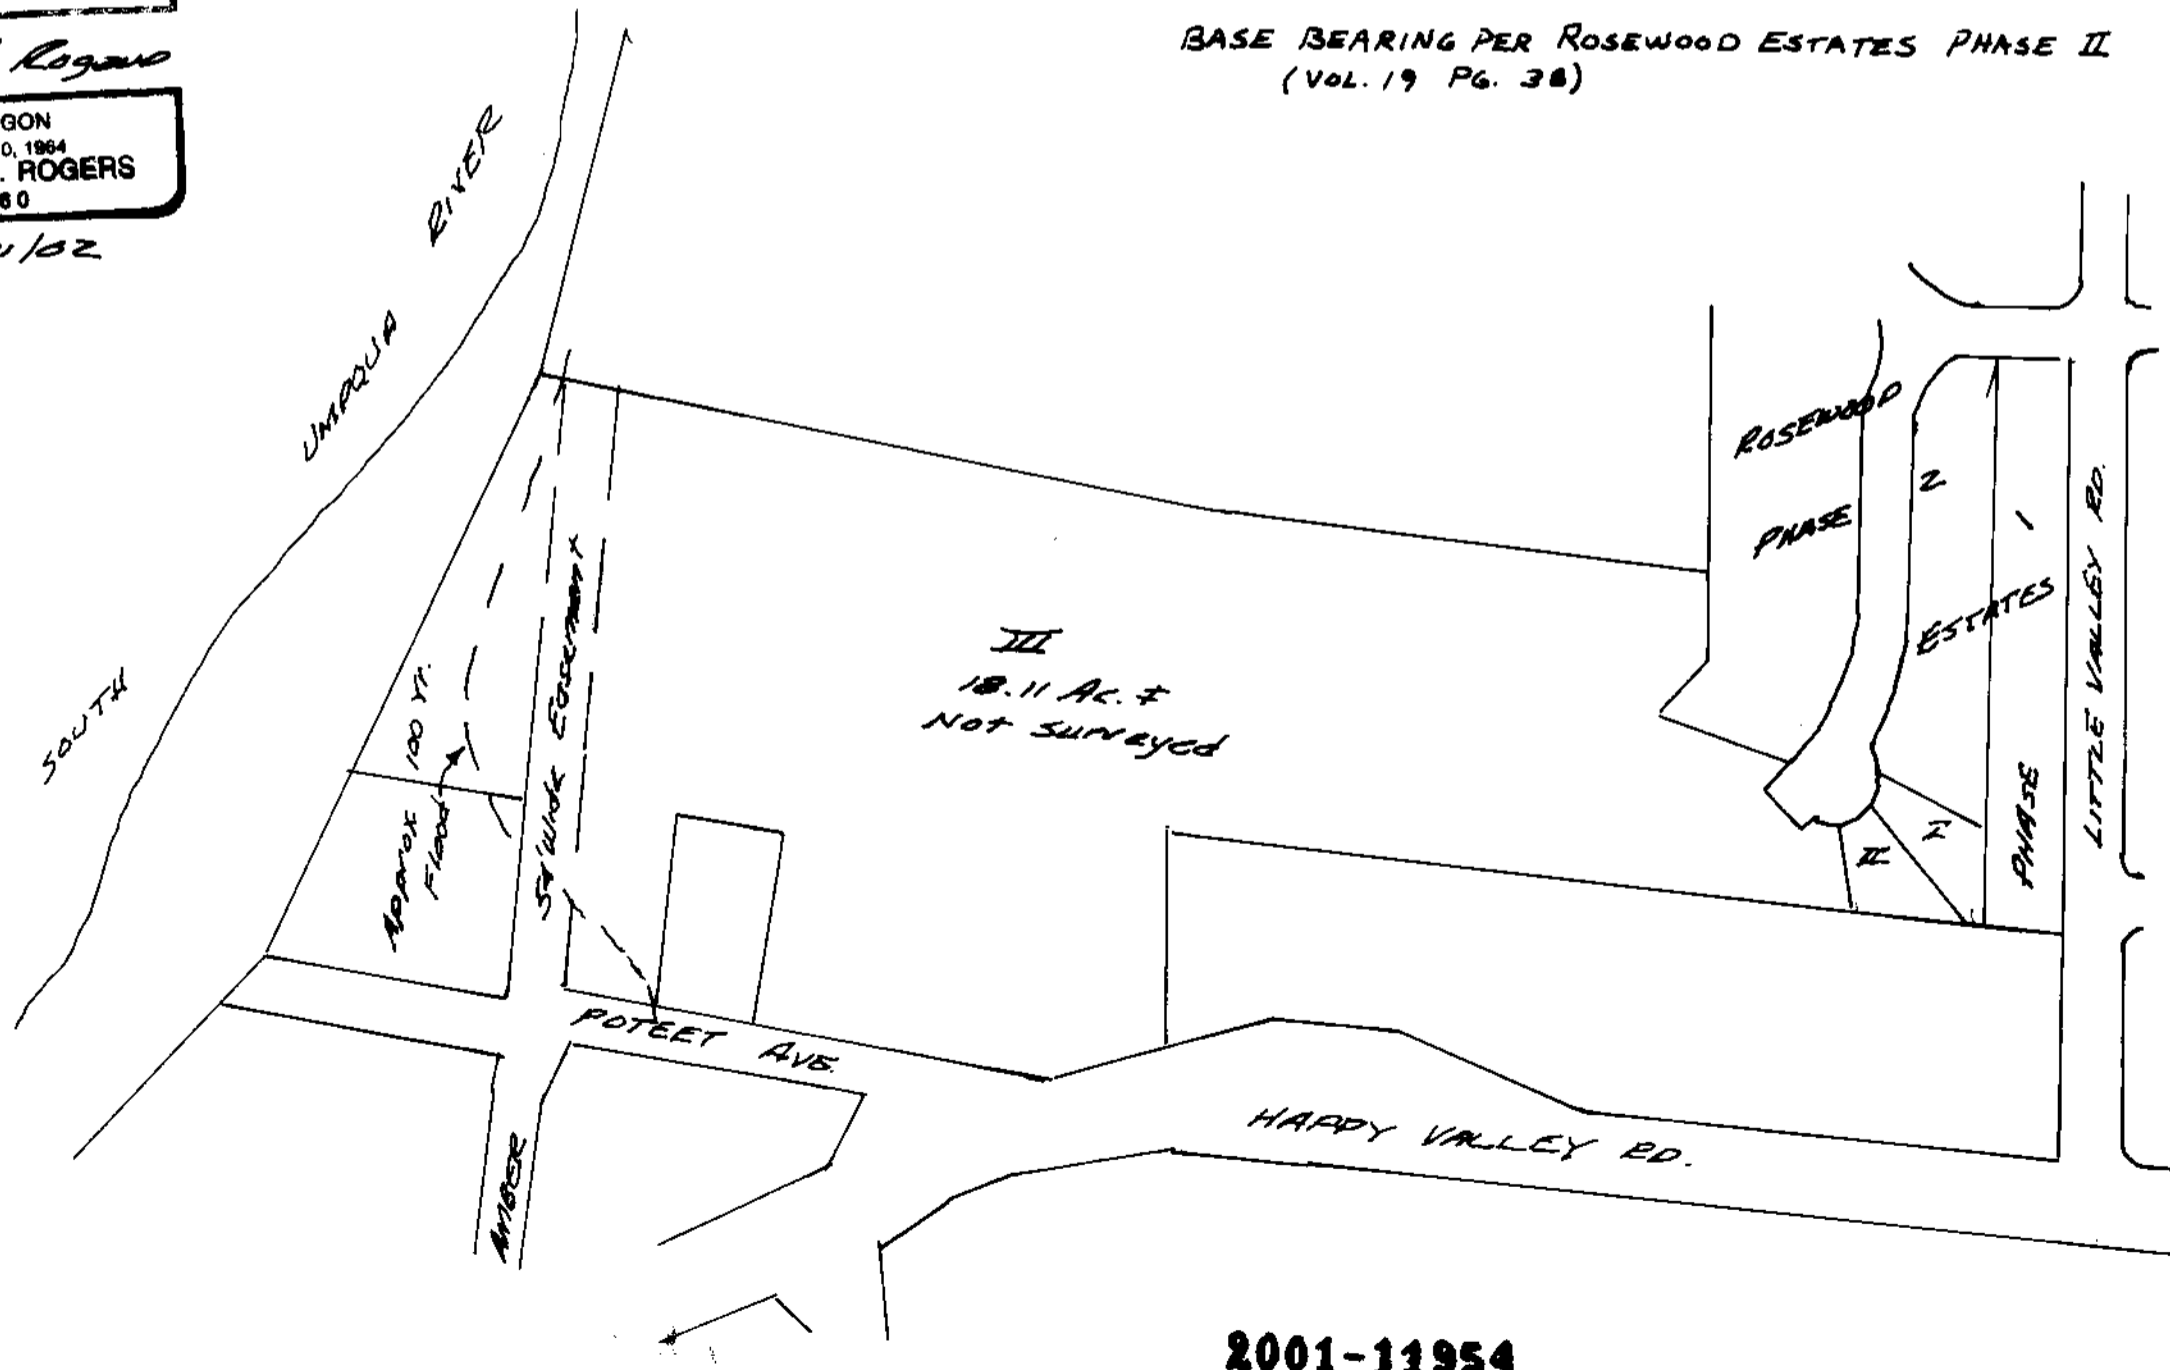 Rogers
BASE BEARING PER ROSEWOOD ESTATES PHASE II
(VOL. 19 PG. 38)
GON
0, 1964
. ROGERS
60
/02
SOUTH UMPQUA RIVER
ROSEWOOD
ESTATES
PHASE 2
PHASE 1
LITTLE VALLEY RD.
III
18.11 Ac. ±
Not Surveyed
APPROX 100 Yr.
Flood
54' Wide Easement
I
II
POTEET AVE.
HAPPY VALLEY RD.
AMBER
2001-11954